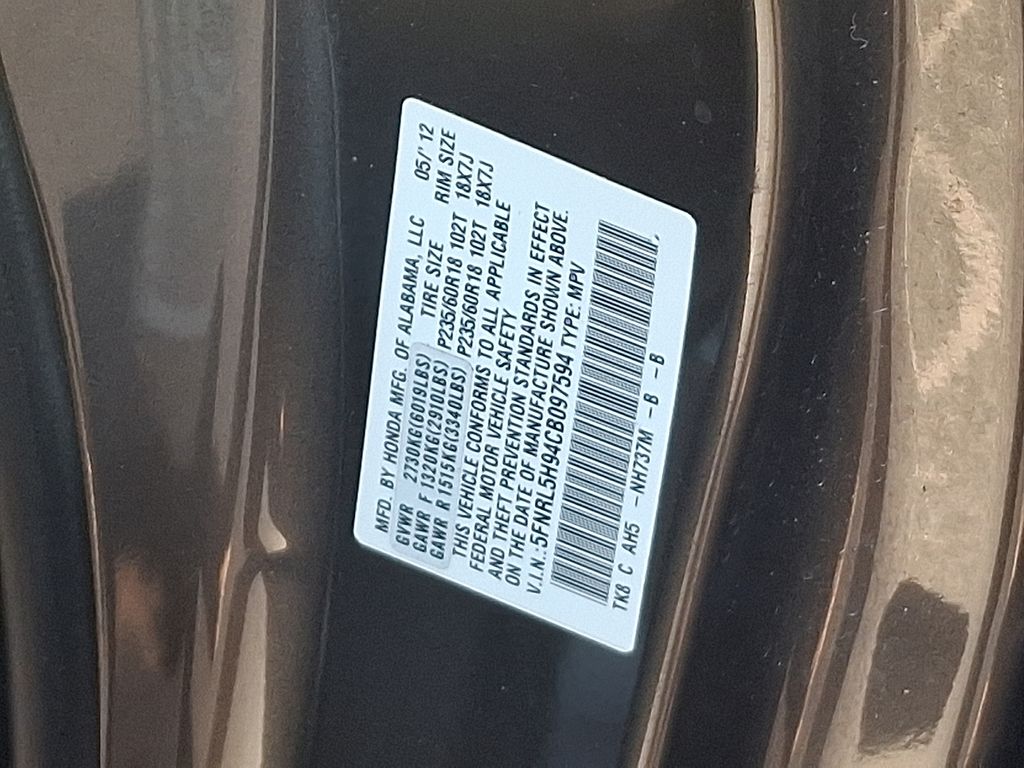 MFD. BY HONDA MFG. OF ALABAMA, LLC 05/'12
GVWR 2730KG(6019LBS) TIRE SIZE RIM SIZE
GAWR F 1320KG(2910LBS) P235/60R18 102T 18X7J
GAWR R 1515KG(3340LBS) P235/60R18 102T 18X7J
THIS VEHICLE CONFORMS TO ALL APPLICABLE
FEDERAL MOTOR VEHICLE SAFETY
AND THEFT PREVENTION STANDARDS IN EFFECT
ON THE DATE OF MANUFACTURE SHOWN ABOVE.
V.I.N.:5FNRL5H94CB097594 TYPE:MPV
TK8 C AH5 -NH737M -B -B